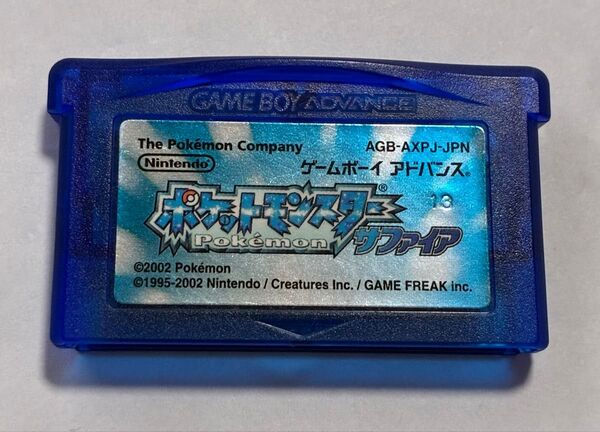 GAME BOY ADVANCE
The Pokémon Company AGB-AXPJ-JPN
Nintendo ゲームボーイ アドバンス®
13
ポケットモンスター®
Pokémon サファイア
©2002 Pokémon
©1995-2002 Nintendo / Creatures Inc. / GAME FREAK inc.